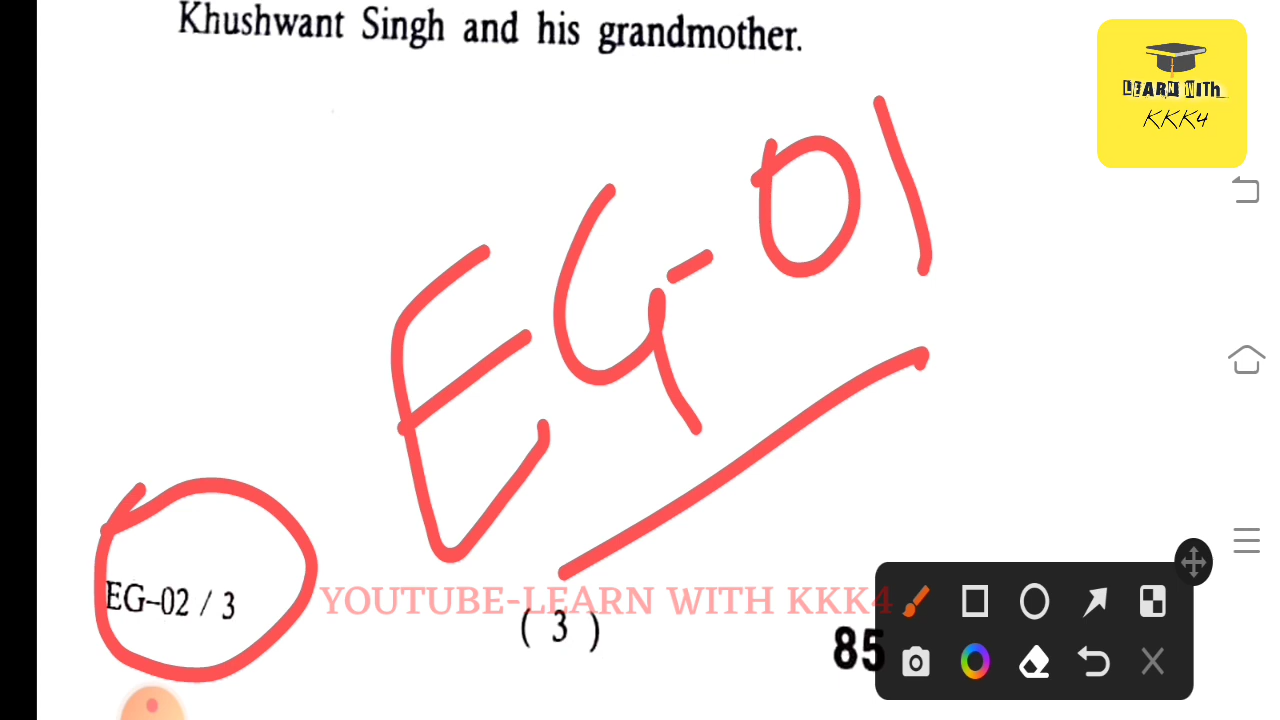 Khushwant Singh and his grandmother.
LEARN WITh
KKK4
EG-01
EG–02 / 3
YOUTUBE-LEARN WITH KKK4
( 3 )
85